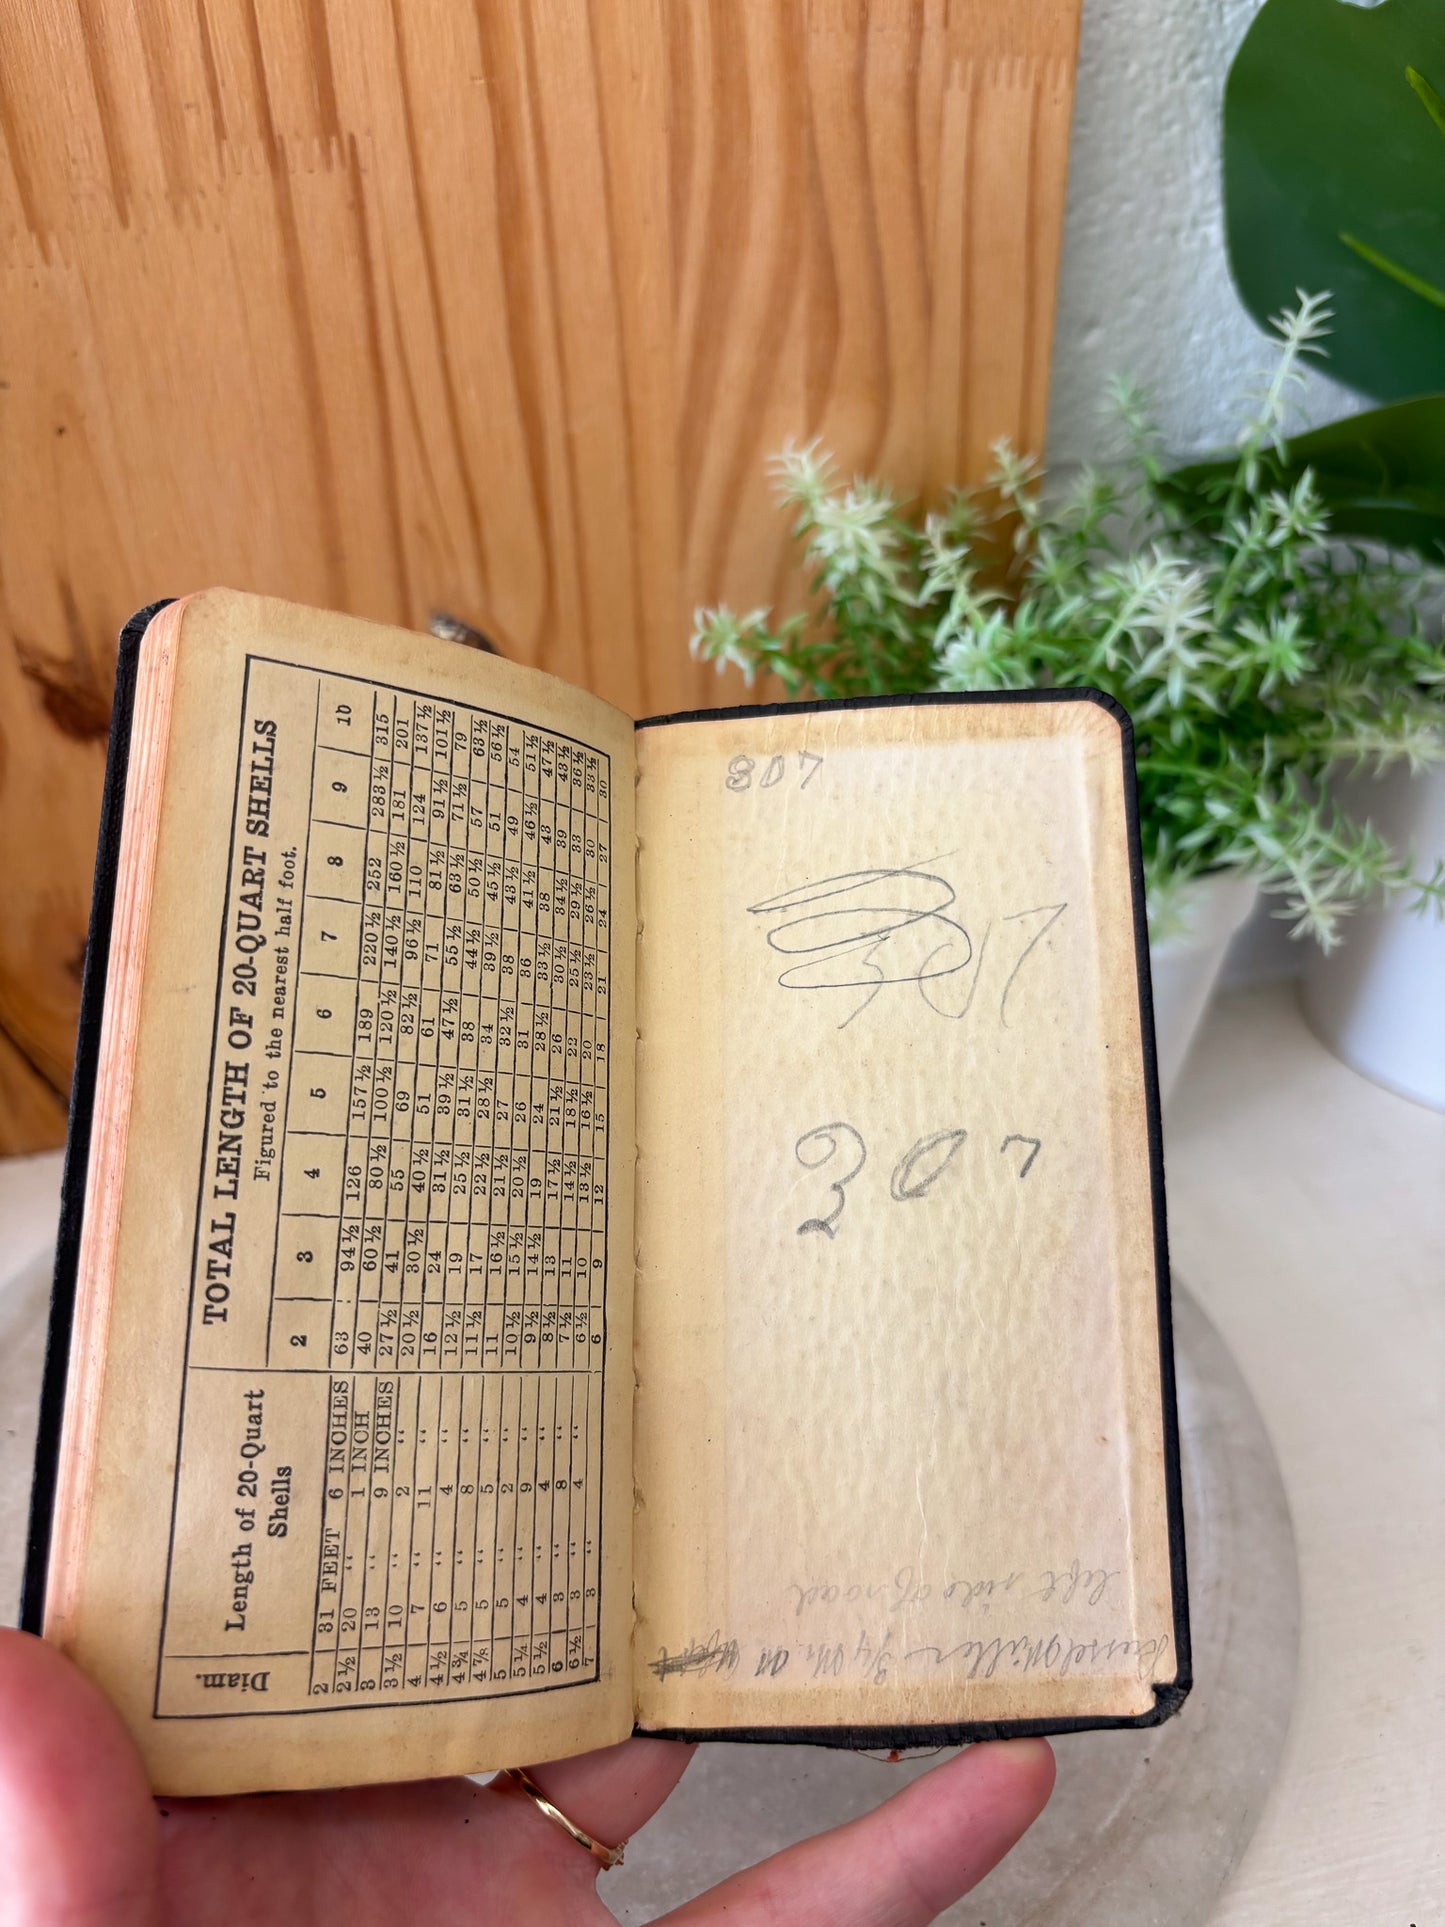 TOTAL LENGTH OF 20-QUART SHELLS
Figured to the nearest half foot.
Diam. Length of 20-Quart Shells 2 3 4 5 6 7 8 9 10
2 31 FEET 6 INCHES 63 94½ 126 157½ 189 220½ 252 283½ 315
2½ 20 " 1 INCH 40 60½ 80½ 100½ 120½ 140½ 160½ 181 201
3 13 " 9 INCHES 27½ 41 55 69 82½ 96½ 110 124 137½
3½ 10 " 2 " 20½ 30½ 40½ 51 61 71 81½ 91½ 101½
4 7 " 11 " 16 24 31½ 39½ 47½ 55½ 63½ 71½ 79
4½ 6 " 4 " 12½ 19 25½ 31½ 38 44½ 50½ 57 63½
4¾ 5 " 8 " 11½ 17 22½ 28½ 34 39½ 45½ 51 56½
4⅞ 5 " 5 " 11 16½ 21½ 27 32½ 38 43½ 49 54
5 5 " 2 " 10½ 15½ 20½ 26 31 36 41½ 46½ 51½
5¼ 4 " 9 " 9½ 14½ 19 24 28½ 33½ 38 43 47½
5½ 4 " 4 " 8½ 13 17½ 21½ 26 30½ 34½ 39 43½
6 3 " 8 " 7½ 11 14½ 18½ 22 25½ 29½ 33 36½
6½ 3 " 4 " 6½ 10 13½ 16½ 20 23½ 26½ 30 33½
7 3 6 9 12 15 18 21 24 27 30
307
307
307
Russel Miller 3/4 m. on
left side of road